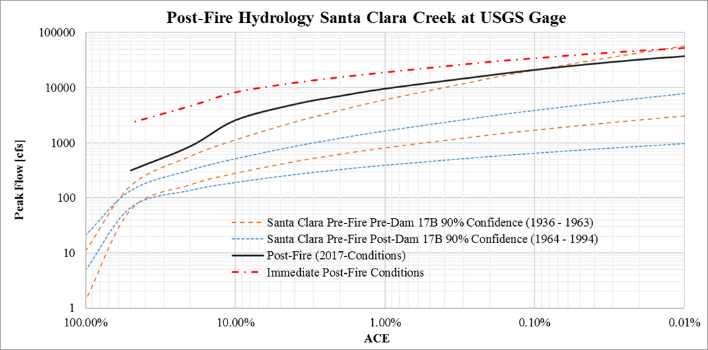 Post-Fire Hydrology Santa Clara Creek at USGS Gage
100000
10000
1000
100
10
1
Peak Flow [cfs]
Santa Clara Pre-Fire Pre-Dam 17B 90% Confidence (1936 - 1963)
Santa Clara Pre-Fire Post-Dam 17B 90% Confidence (1964 - 1994)
Post-Fire (2017-Conditions)
Immediate Post-Fire Conditions
100.00% 10.00% 1.00% 0.10% 0.01%
ACE